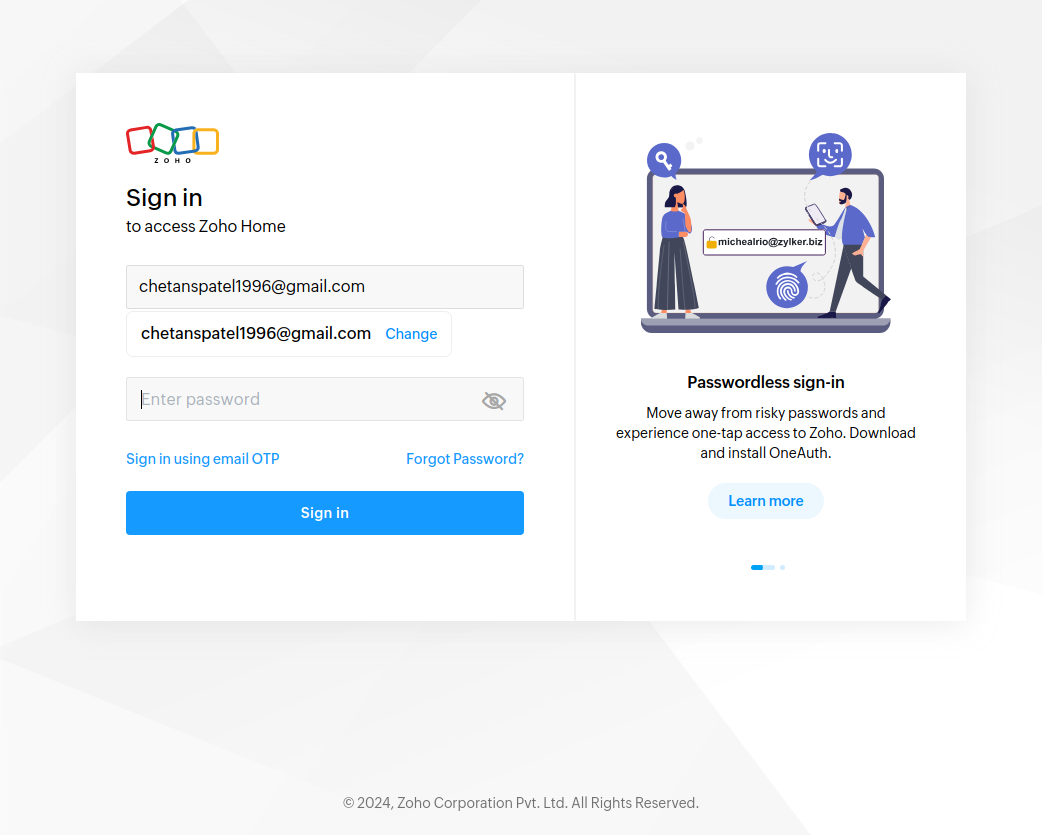 ZOHO
Sign in
to access Zoho Home
chetanspatel1996@gmail.com
chetanspatel1996@gmail.com Change
Enter password
Sign in using email OTP Forgot Password?
Sign in
michealrio@zylker.biz
Passwordless sign-in
Move away from risky passwords and
experience one-tap access to Zoho. Download
and install OneAuth.
Learn more
© 2024, Zoho Corporation Pvt. Ltd. All Rights Reserved.